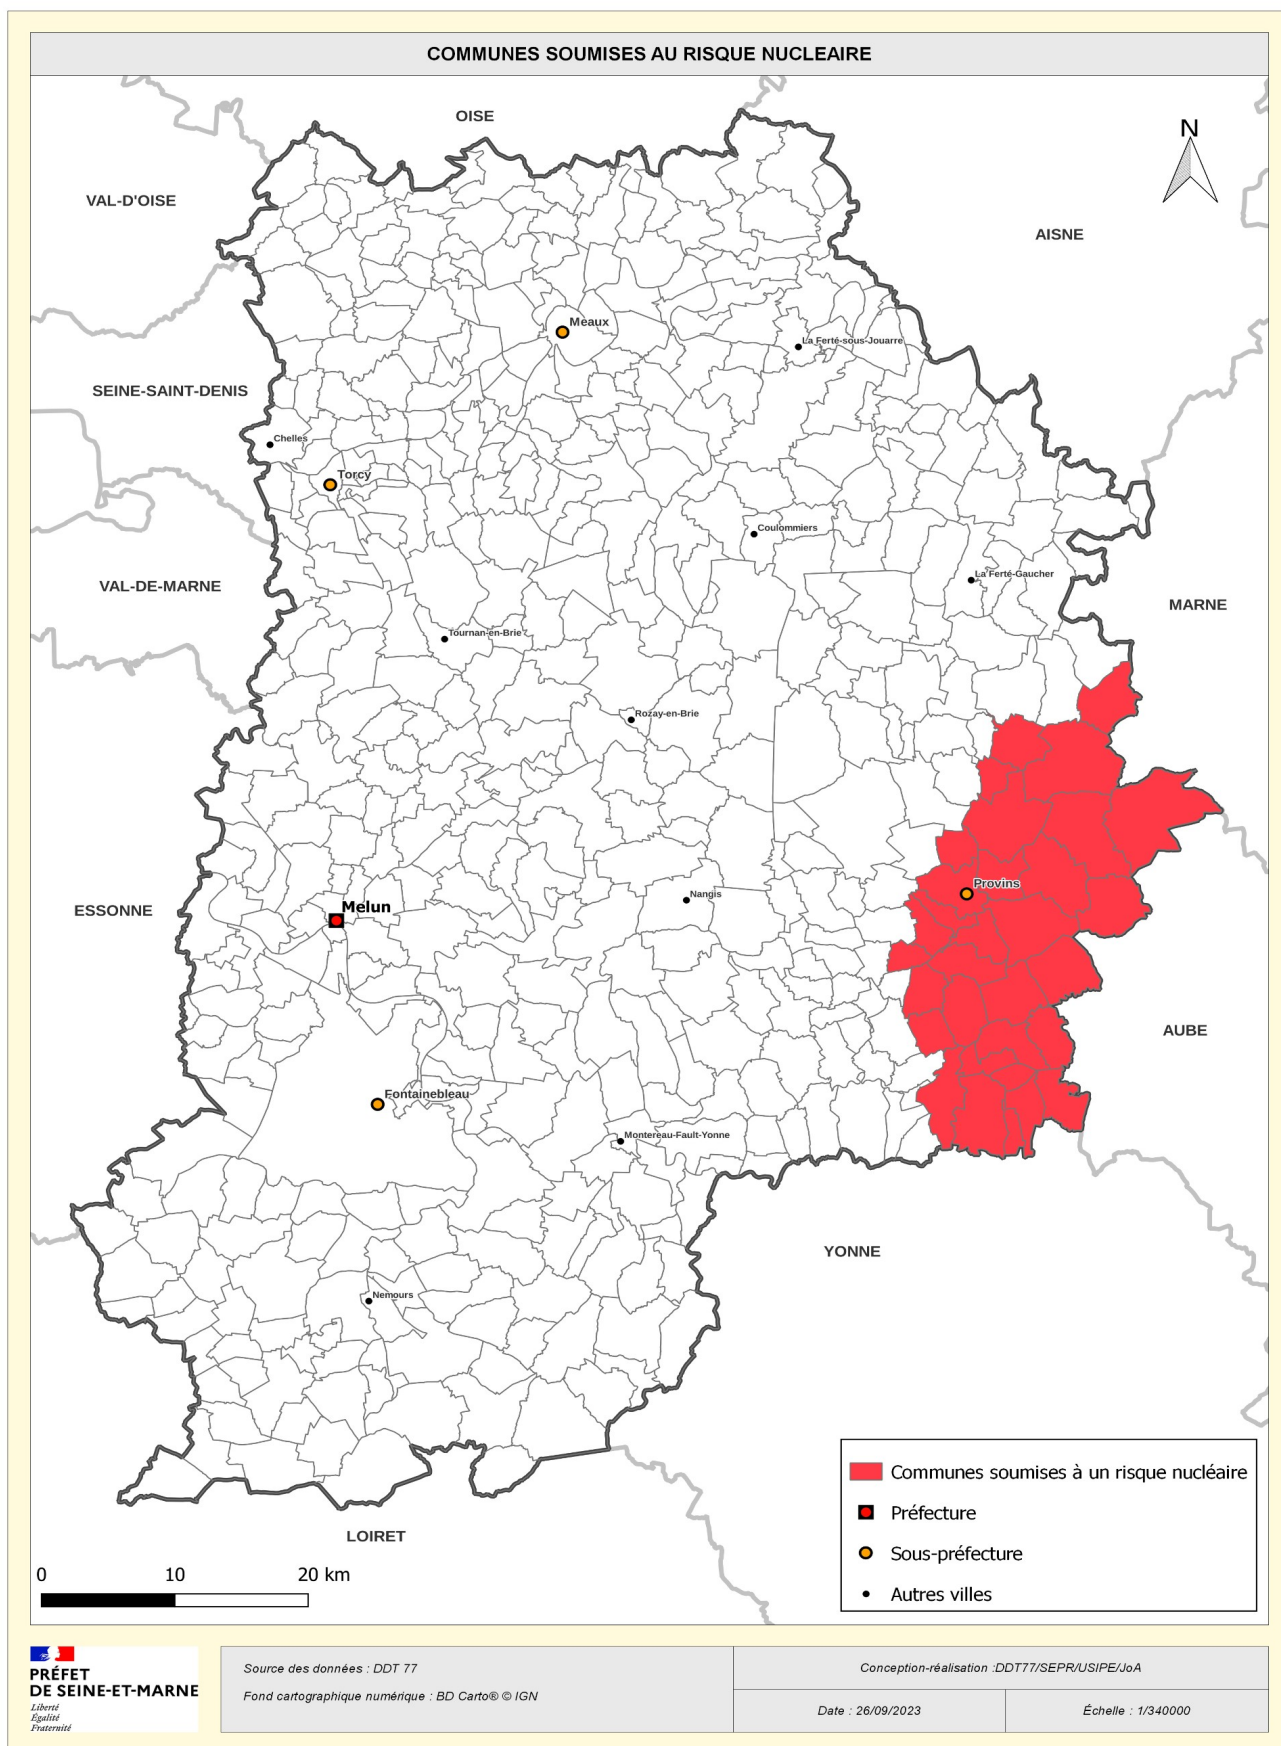 COMMUNES SOUMISES AU RISQUE NUCLEAIRE
OISE
N
VAL-D'OISE
AISNE
Meaux
La Ferté-sous-Jouarre
SEINE-SAINT-DENIS
Chelles
Torcy
Coulommiers
La Ferté-Gaucher
VAL-DE-MARNE
MARNE
Tournan-en-Brie
Rozay-en-Brie
Provins
Nangis
Melun
ESSONNE
AUBE
Fontainebleau
Montereau-Fault-Yonne
YONNE
Nemours
LOIRET
Communes soumises à un risque nucléaire
Préfecture
Sous-préfecture
Autres villes
0 10 20 km
PRÉFET
DE SEINE-ET-MARNE
Liberté
Égalité
Fraternité
Source des données : DDT 77
Fond cartographique numérique : BD Carto® © IGN
Conception-réalisation :DDT77/SEPR/USIPE/JoA
Date : 26/09/2023
Échelle : 1/340000